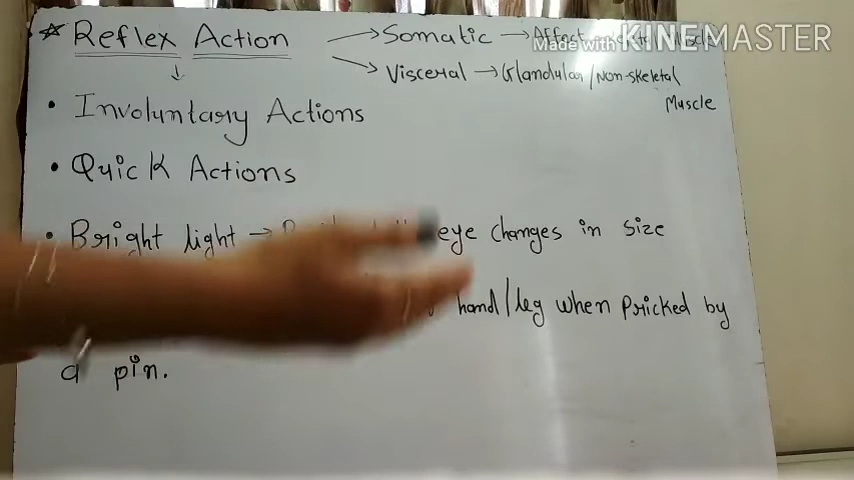 ☆ Reflex Action → Somatic → Affect
Made with KINEMASTER
→ Visceral → Glandular/Non-skeletal
Muscle
• Involuntary Actions
• Quick Actions
• Bright light → eye changes in size
hand/leg when pricked by
a pin.